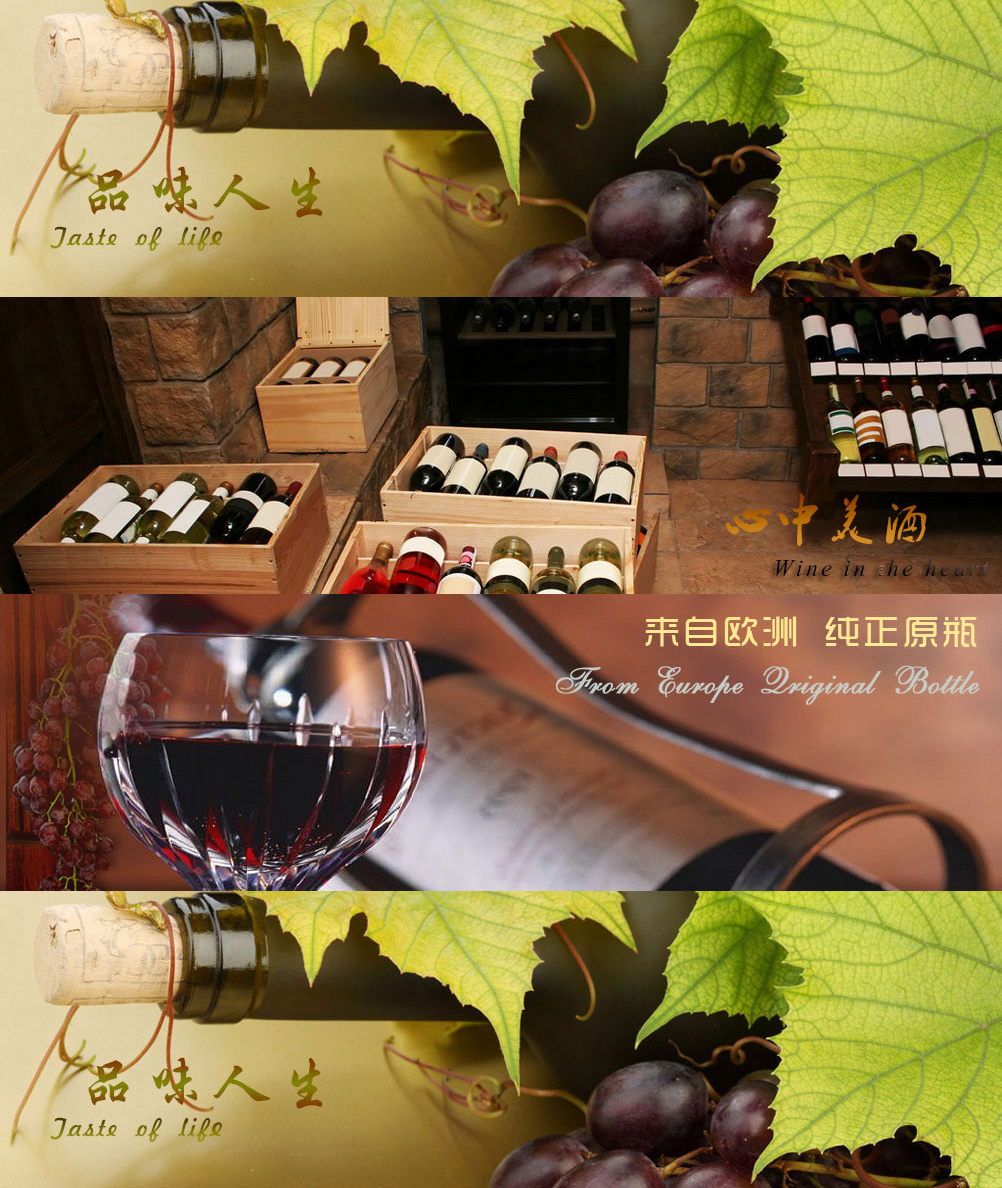 品味人生
Taste of life
心中美酒
Wine in the heart
来自欧洲 纯正原瓶
From Europe Qriginal Bottle
品味人生
Taste of life